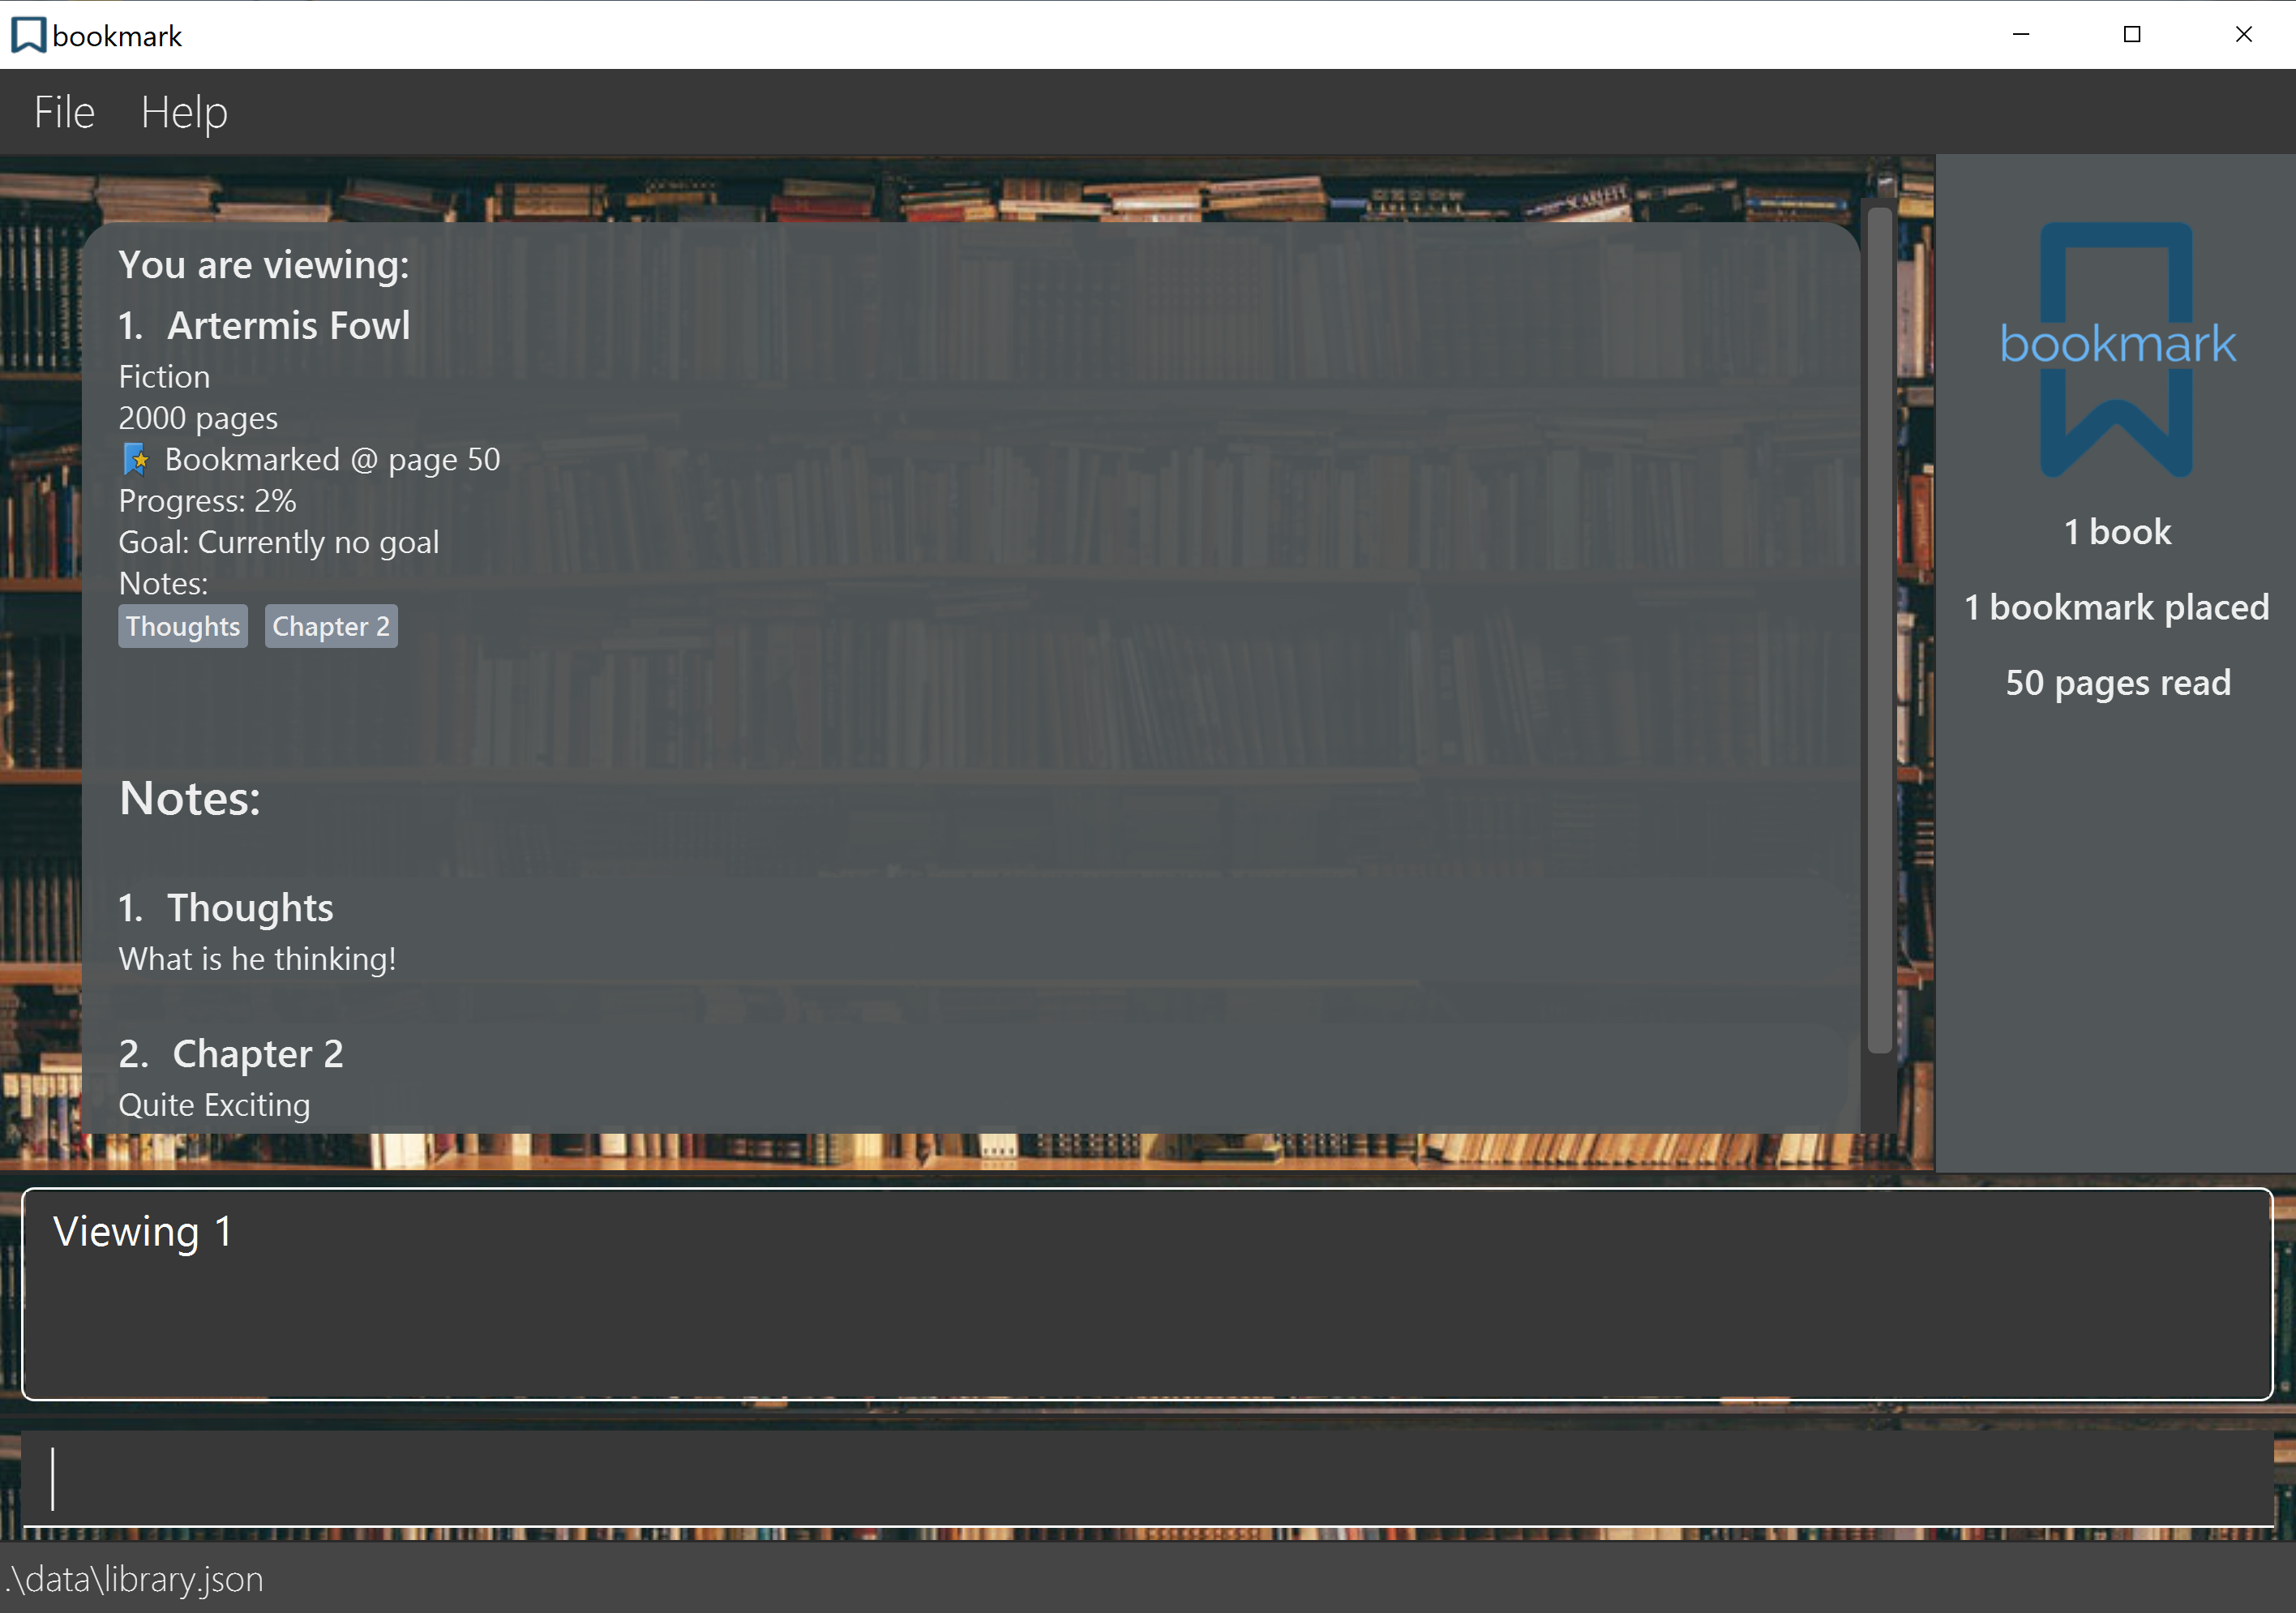 bookmark
File Help
You are viewing:
1. Artermis Fowl
Fiction
2000 pages
Bookmarked @ page 50
Progress: 2%
Goal: Currently no goal
Notes:
Thoughts Chapter 2
Notes:
1. Thoughts
What is he thinking!
2. Chapter 2
Quite Exciting
SCARLETT
bookmark
1 book
1 bookmark placed
50 pages read
Viewing 1
.\data\library.json